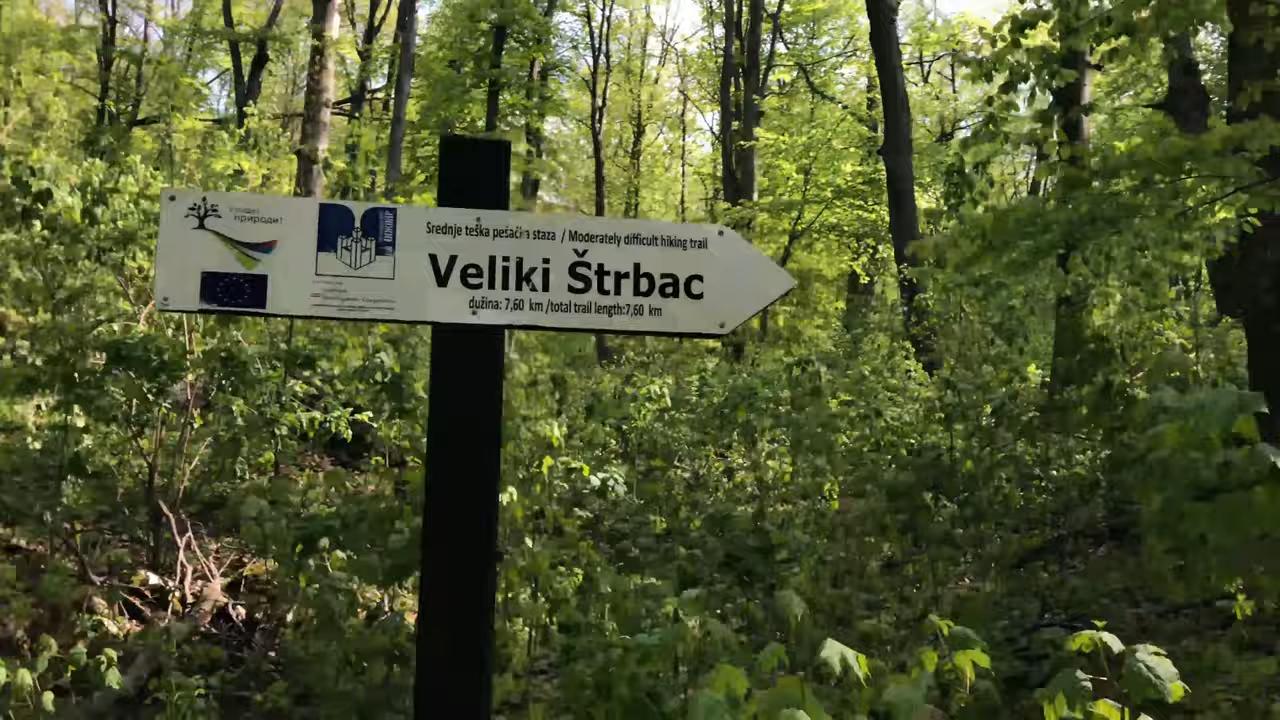 природи!
Srednje teška pešačka staza / Moderately difficult hiking trail
Veliki Štrbac
dužina: 7,60 km /total trail length:7,60 km